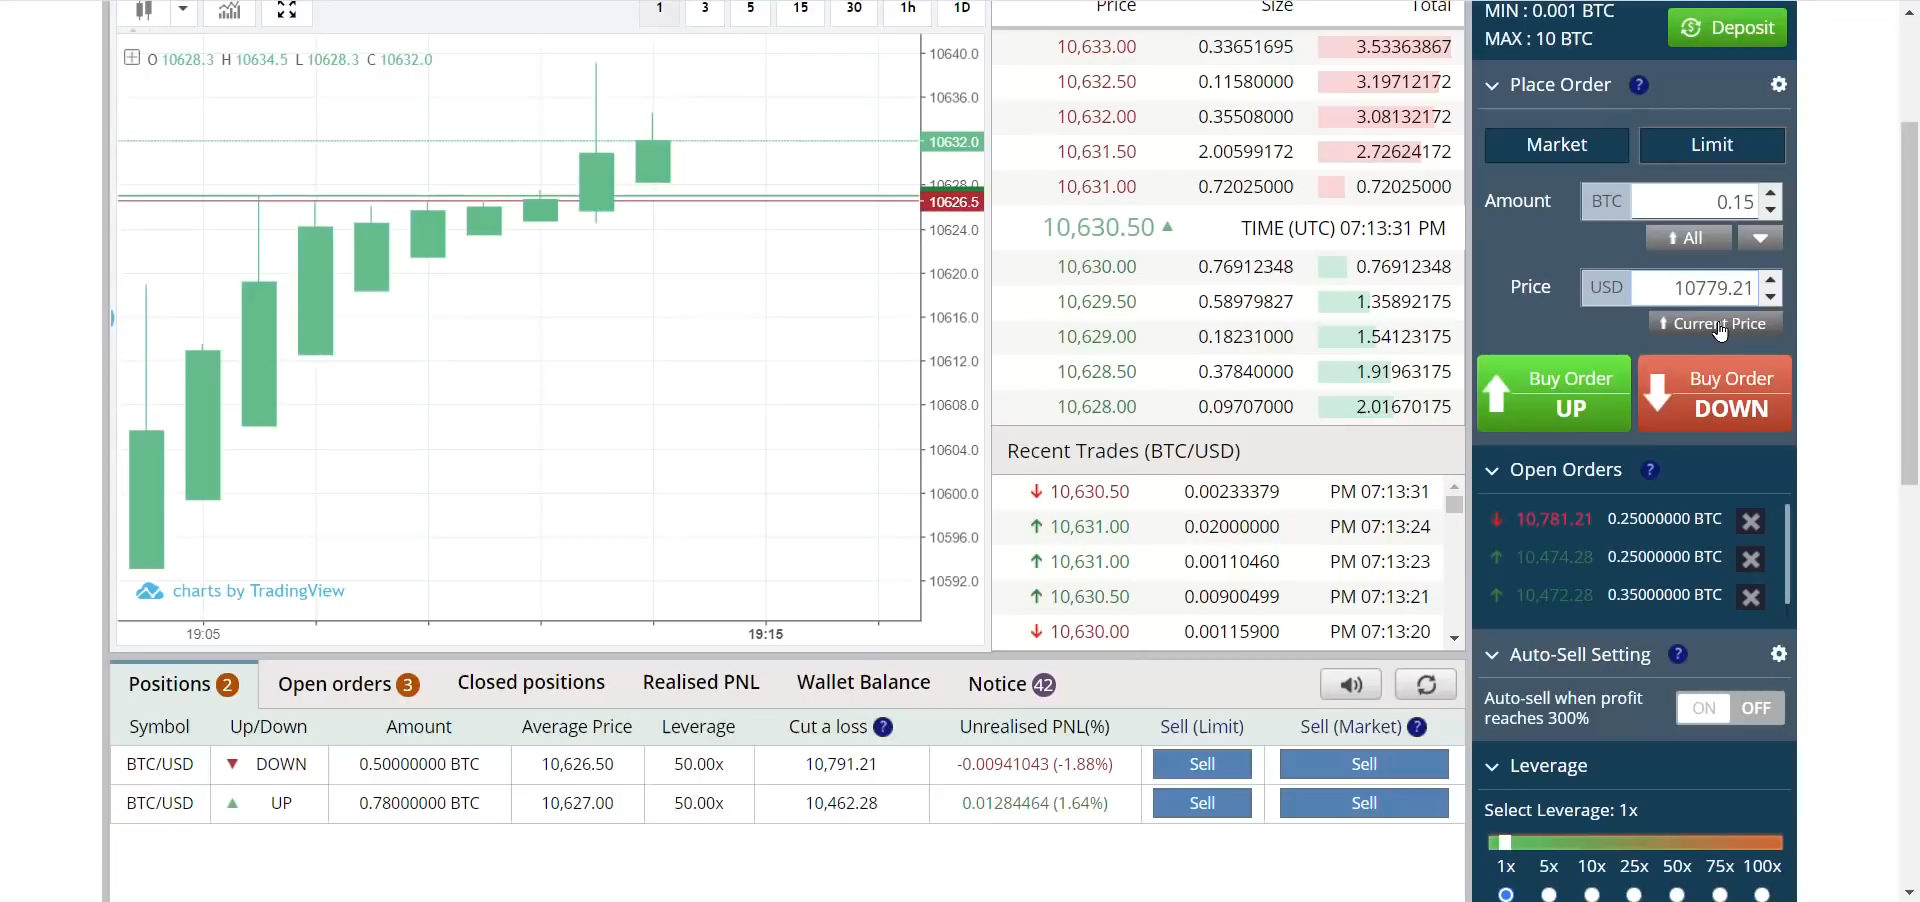 1 3 5 15 30 1h 1D
O 10628.3 H 10634.5 L 10628.3 C 10632.0
10640.0
10636.0
10632.0
10628.0
10626.5
10624.0
10620.0
10616.0
10612.0
10608.0
10604.0
10600.0
10596.0
10592.0
charts by TradingView
19:05 19:15
Price Size Total
10,633.00 0.33651695 3.53363867
10,632.50 0.11580000 3.19712172
10,632.00 0.35508000 3.08132172
10,631.50 2.00599172 2.72624172
10,631.00 0.72025000 0.72025000
10,630.50 TIME (UTC) 07:13:31 PM
10,630.00 0.76912348 0.76912348
10,629.50 0.58979827 1.35892175
10,629.00 0.18231000 1.54123175
10,628.50 0.37840000 1.91963175
10,628.00 0.09707000 2.01670175
Recent Trades (BTC/USD)
10,630.50 0.00233379 PM 07:13:31
10,631.00 0.02000000 PM 07:13:24
10,631.00 0.00110460 PM 07:13:23
10,630.50 0.00900499 PM 07:13:21
10,630.00 0.00115900 PM 07:13:20
MIN : 0.001 BTC
MAX : 10 BTC
Deposit
Place Order ?
Market Limit
Amount BTC 0.15
All
Price USD 10779.21
Current Price
Buy Order UP
Buy Order DOWN
Open Orders ?
10,781.21 0.25000000 BTC
10,474.28 0.25000000 BTC
10,472.28 0.35000000 BTC
Auto-Sell Setting ?
Auto-sell when profit
reaches 300%
ON OFF
Leverage
Select Leverage: 1x
1x 5x 10x 25x 50x 75x 100x
Positions 2 Open orders 3 Closed positions Realised PNL Wallet Balance Notice 42
Symbol Up/Down Amount Average Price Leverage Cut a loss ? Unrealised PNL(%) Sell (Limit) Sell (Market) ?
BTC/USD DOWN 0.50000000 BTC 10,626.50 50.00x 10,791.21 -0.00941043 (-1.88%) Sell Sell
BTC/USD UP 0.78000000 BTC 10,627.00 50.00x 10,462.28 0.01284464 (1.64%) Sell Sell